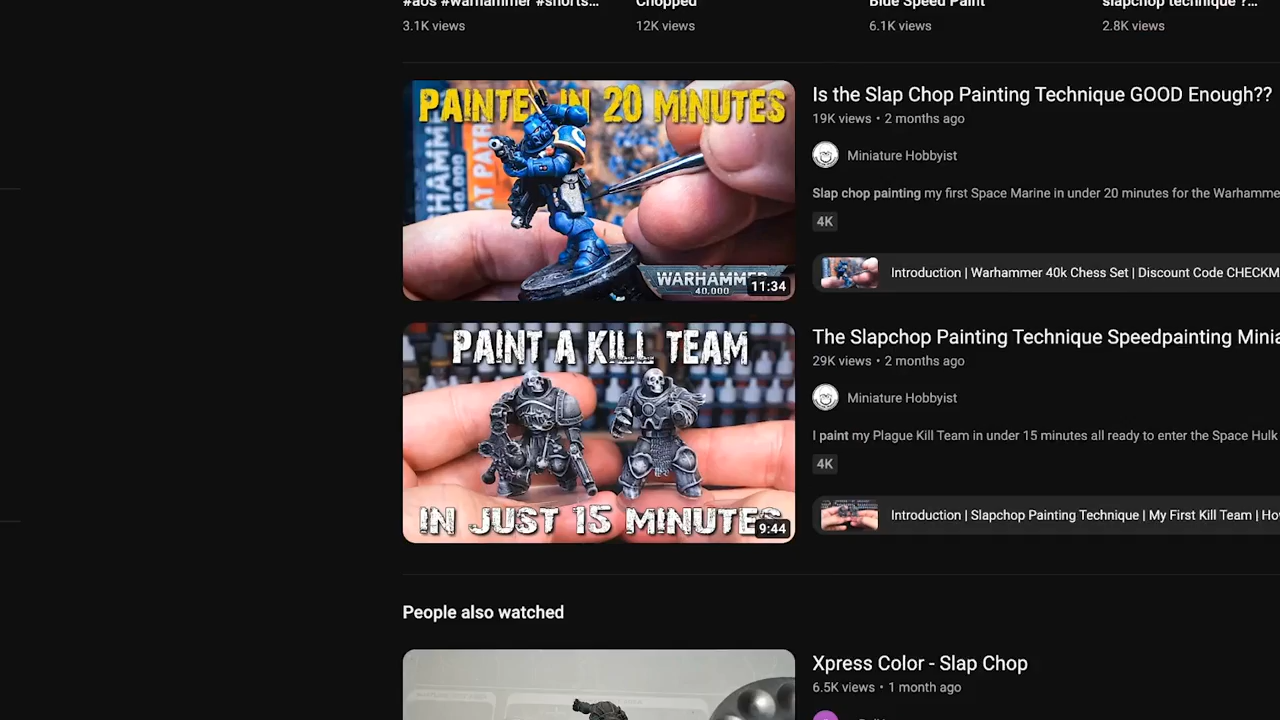 #aos #warhammer #shorts...
Chopped
Blue Speed Paint
slapchop technique ?...
3.1K views
12K views
6.1K views
2.8K views
PAINTED IN 20 MINUTES
WARHAMMER
40,000
11:34
Is the Slap Chop Painting Technique GOOD Enough??
19K views • 2 months ago
Miniature Hobbyist
Slap chop painting my first Space Marine in under 20 minutes for the Warhamme
4K
Introduction | Warhammer 40k Chess Set | Discount Code CHECKM
PAINT A KILL TEAM
IN JUST 15 MINUTES
9:44
The Slapchop Painting Technique Speedpainting Minia
29K views • 2 months ago
Miniature Hobbyist
I paint my Plague Kill Team in under 15 minutes all ready to enter the Space Hulk
4K
Introduction | Slapchop Painting Technique | My First Kill Team | Ho
People also watched
Xpress Color - Slap Chop
6.5K views • 1 month ago